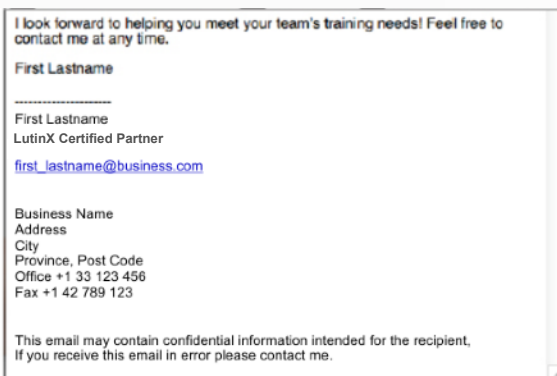 I look forward to helping you meet your team's training needs! Feel free to
contact me at any time.
First Lastname
---------------------
First Lastname
LutinX Certified Partner
first_lastname@business.com
Business Name
Address
City
Province, Post Code
Office +1 33 123 456
Fax +1 42 789 123
This email may contain confidential information intended for the recipient,
If you receive this email in error please contact me.